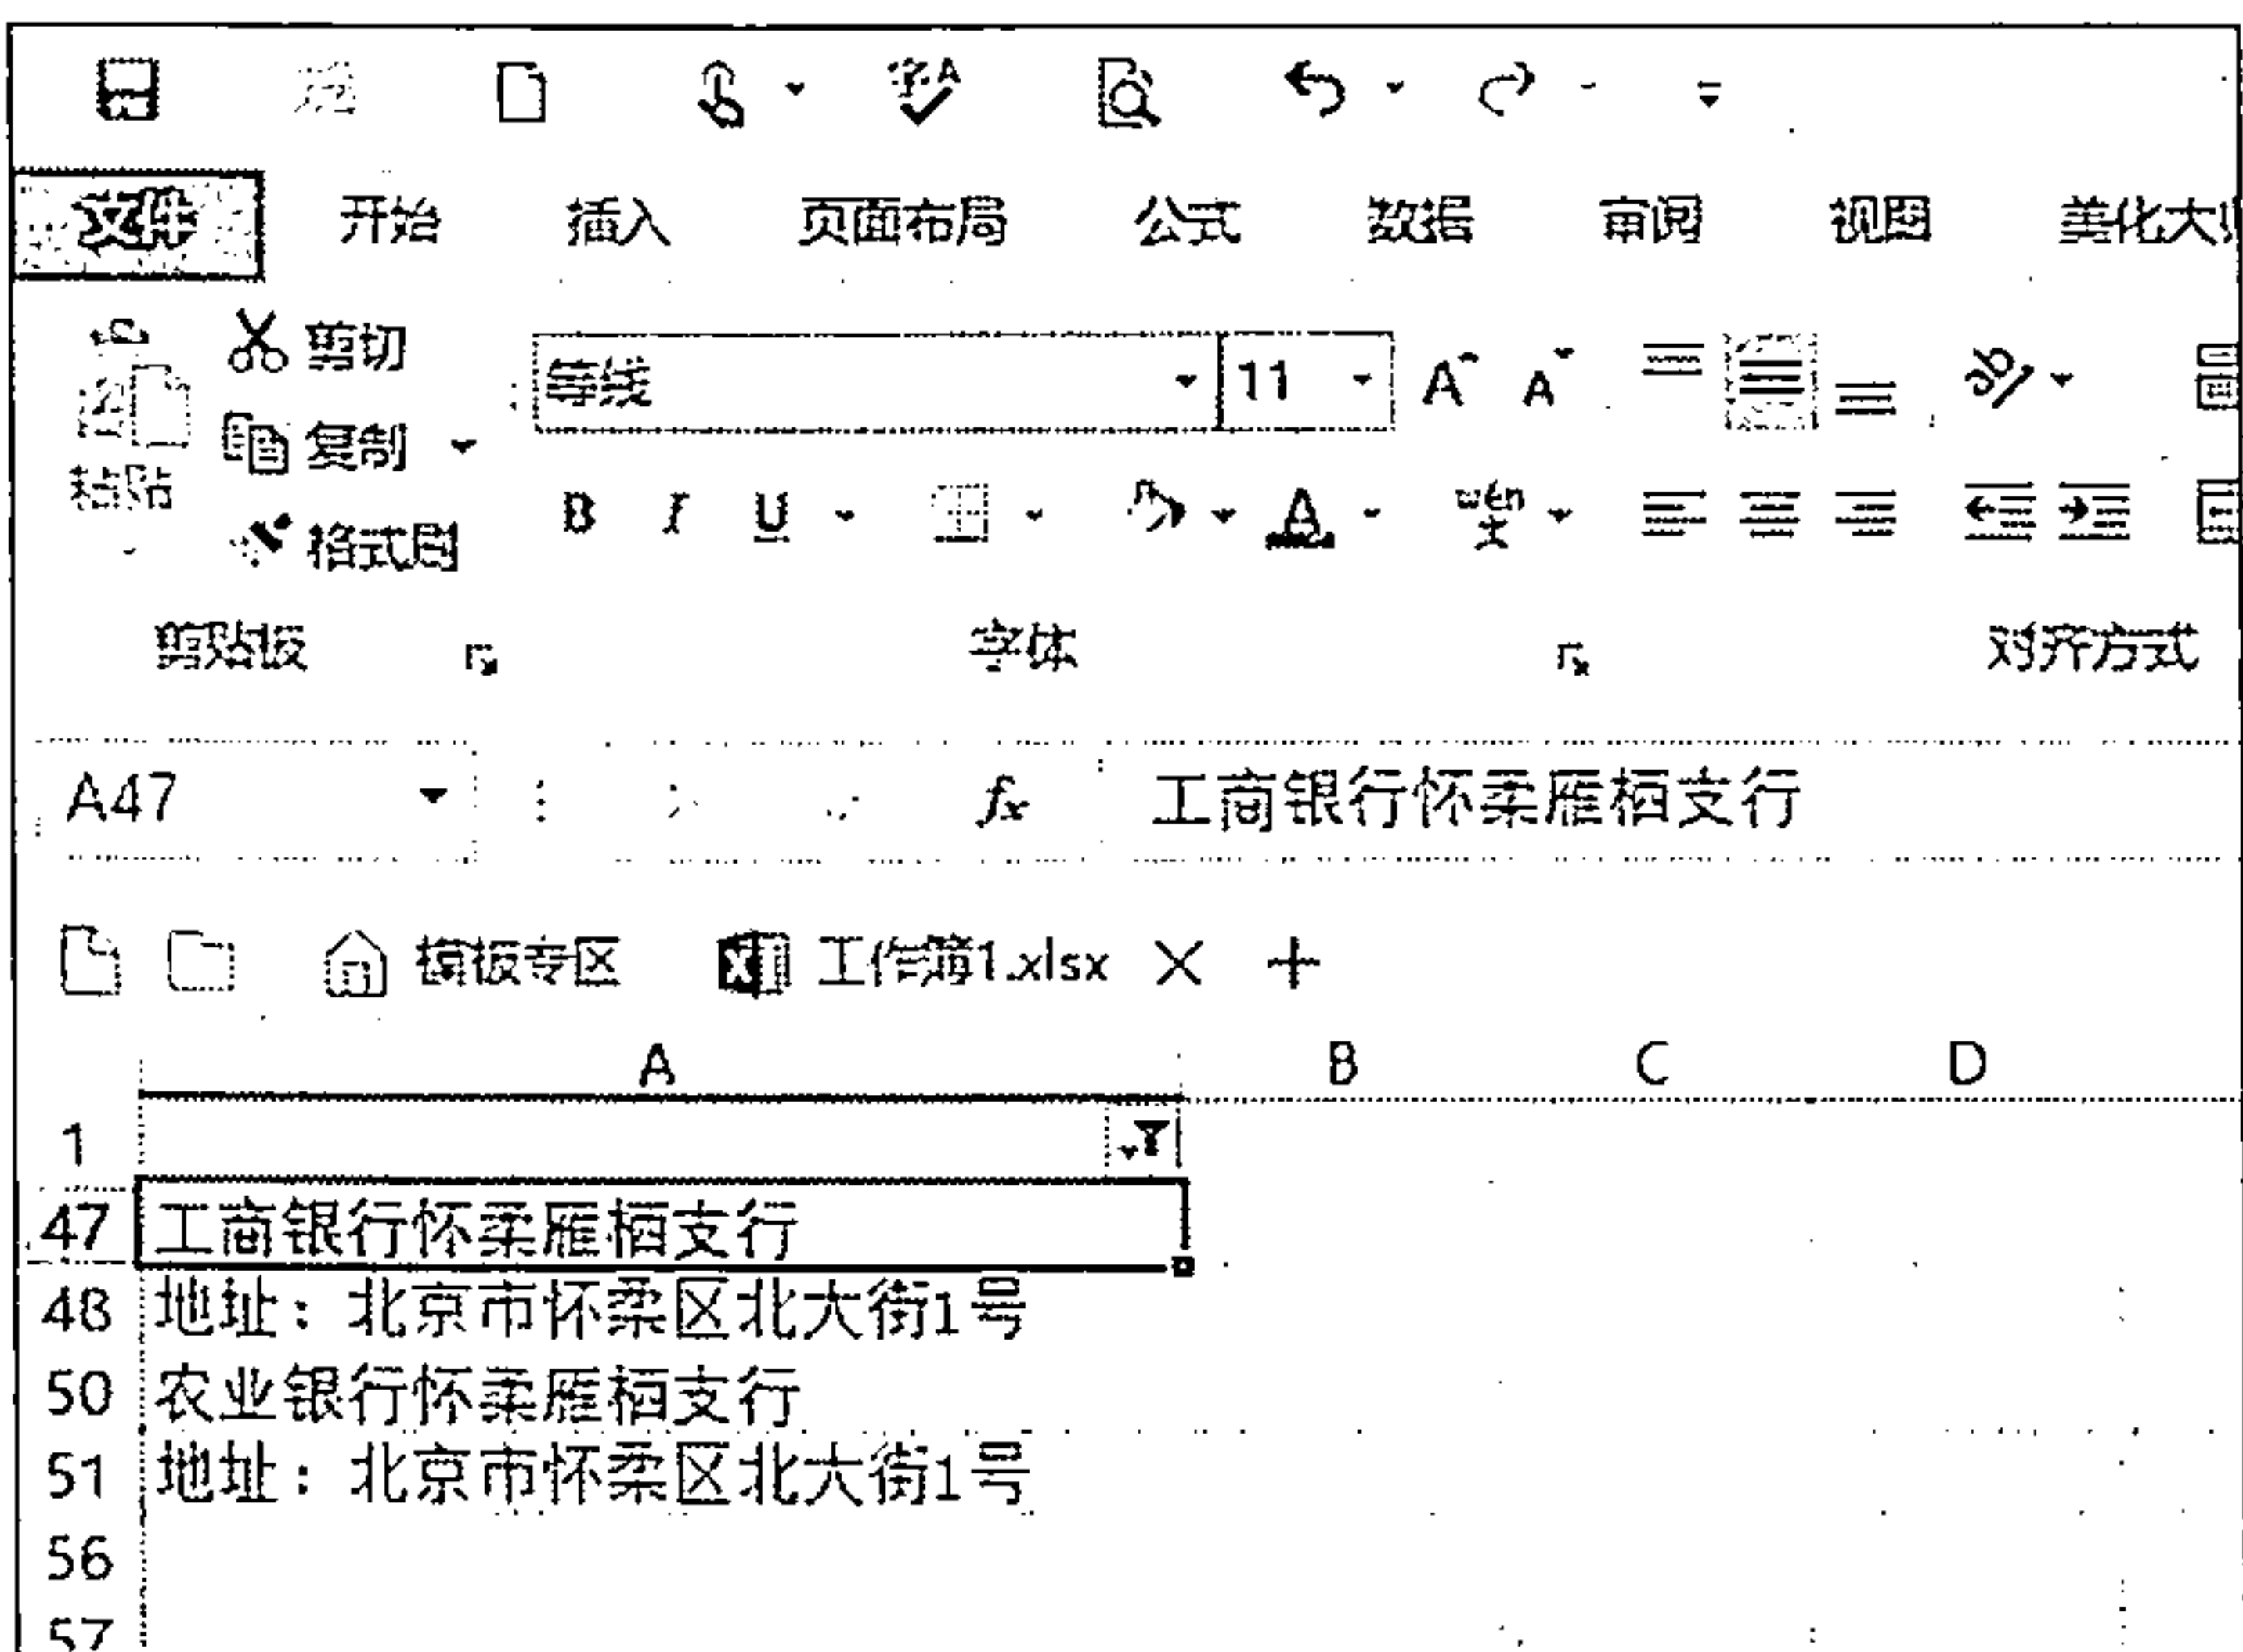 文件 开始 插入 页面布局 公式 数据 审阅 视图 美化大
剪切
等线 11
复制
粘贴
B I U A wén 文
格式刷
剪贴板 字体 对齐方式
A47 fx 工商银行怀柔雁栖支行
模板专区 工作簿1.xlsx
A B C D
1
47 工商银行怀柔雁栖支行
48 地址：北京市怀柔区北大街1号
50 农业银行怀柔雁栖支行
51 地址：北京市怀柔区北大街1号
56
57